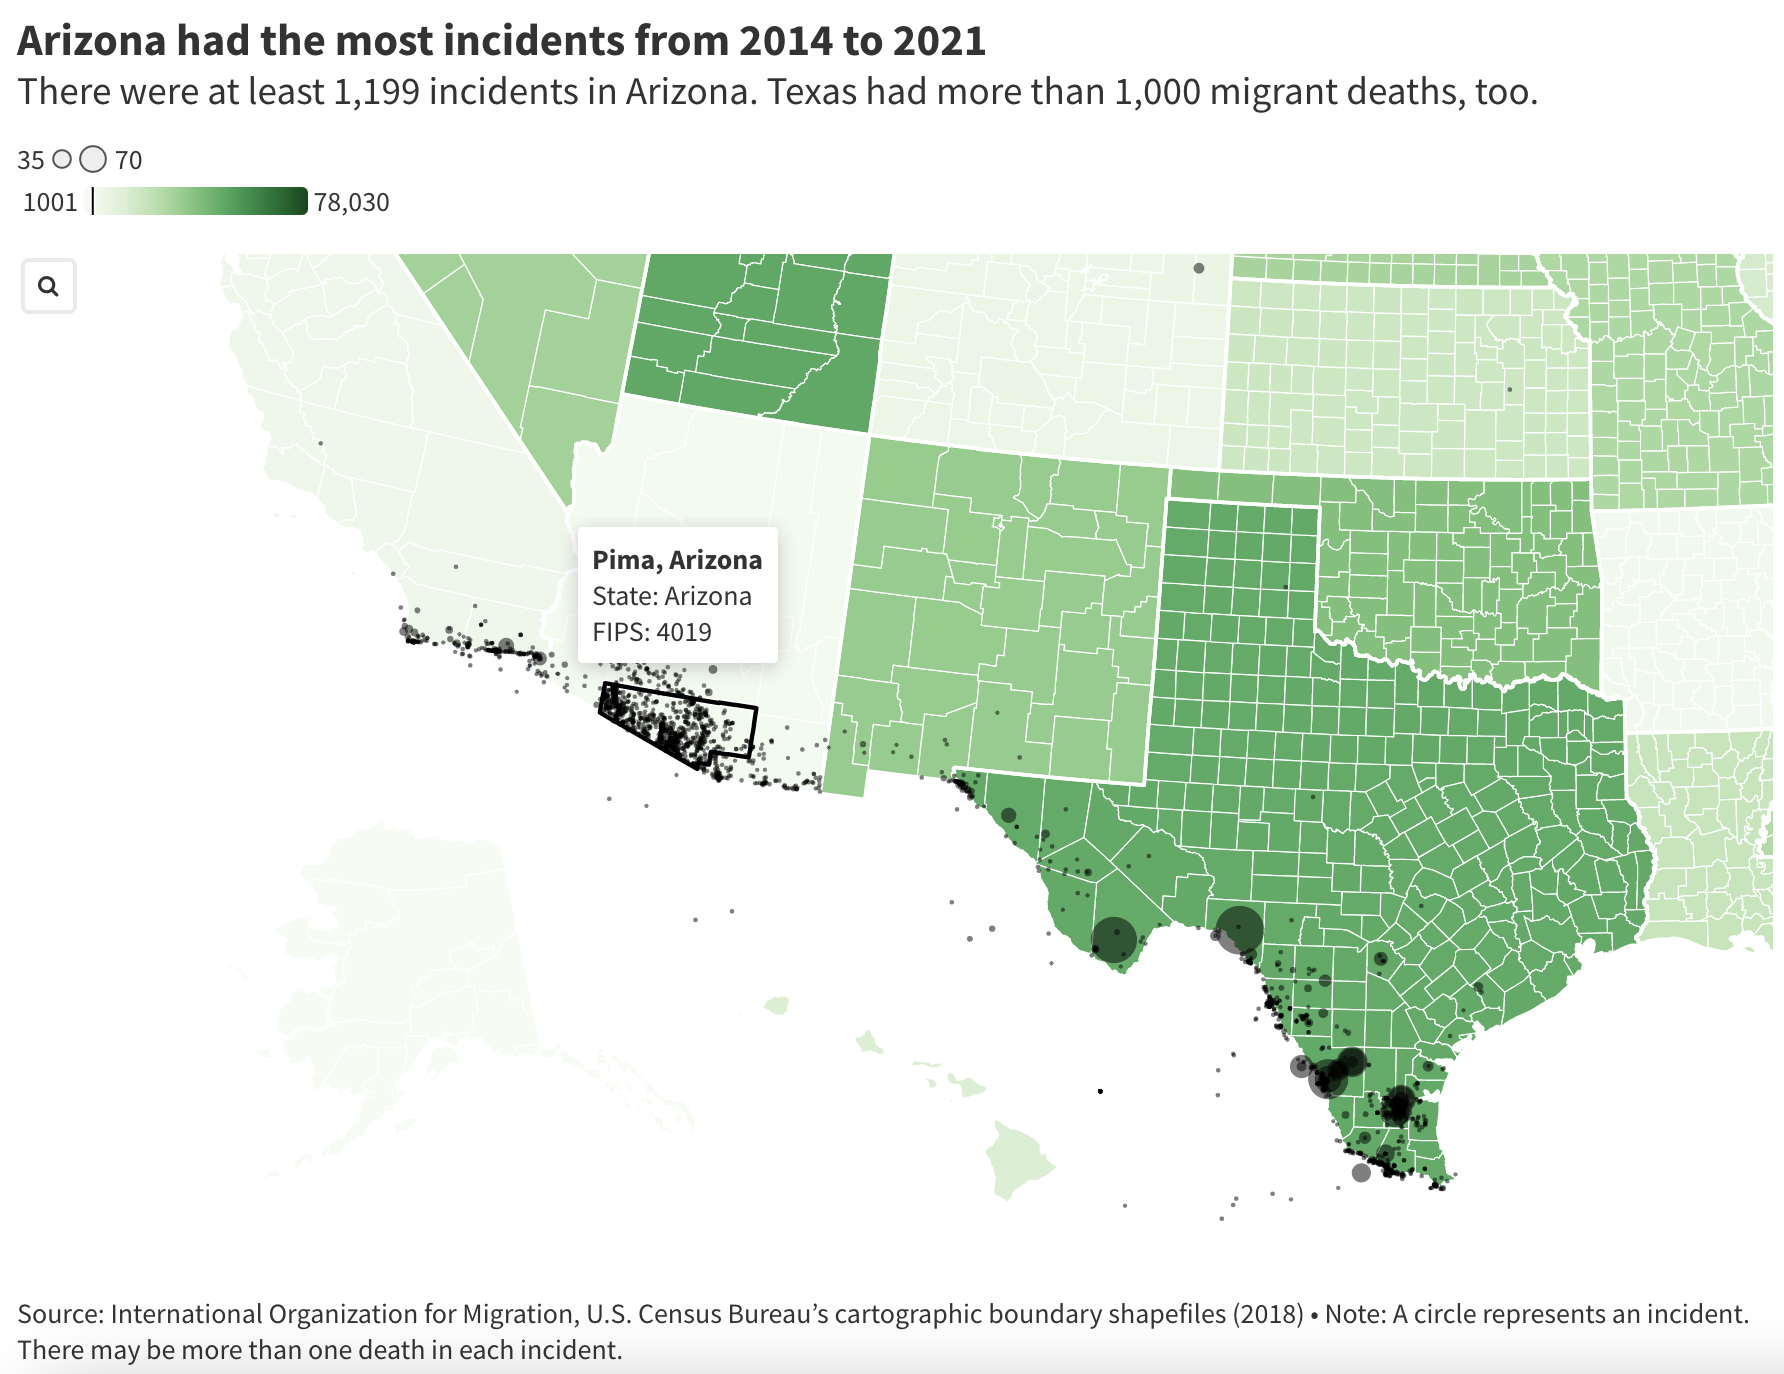 Arizona had the most incidents from 2014 to 2021
There were at least 1,199 incidents in Arizona. Texas had more than 1,000 migrant deaths, too.
35 70
1001 78,030
Pima, Arizona
State: Arizona
FIPS: 4019
Source: International Organization for Migration, U.S. Census Bureau’s cartographic boundary shapefiles (2018) • Note: A circle represents an incident.
There may be more than one death in each incident.